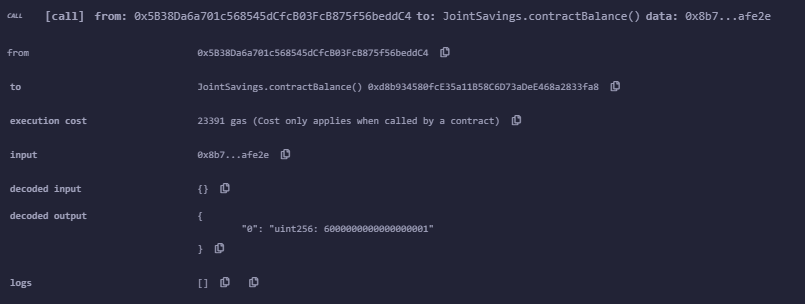 CALL [call] from: 0x5B38Da6a701c568545dCfcB03FcB875f56beddC4 to: JointSavings.contractBalance() data: 0x8b7...afe2e
from 0x5B38Da6a701c568545dCfcB03FcB875f56beddC4
to JointSavings.contractBalance() 0xd8b934580fcE35a11B58C6D73aDeE468a2833fa8
execution cost 23391 gas (Cost only applies when called by a contract)
input 0x8b7...afe2e
decoded input {}
decoded output {
"0": "uint256: 6000000000000000001"
}
logs []